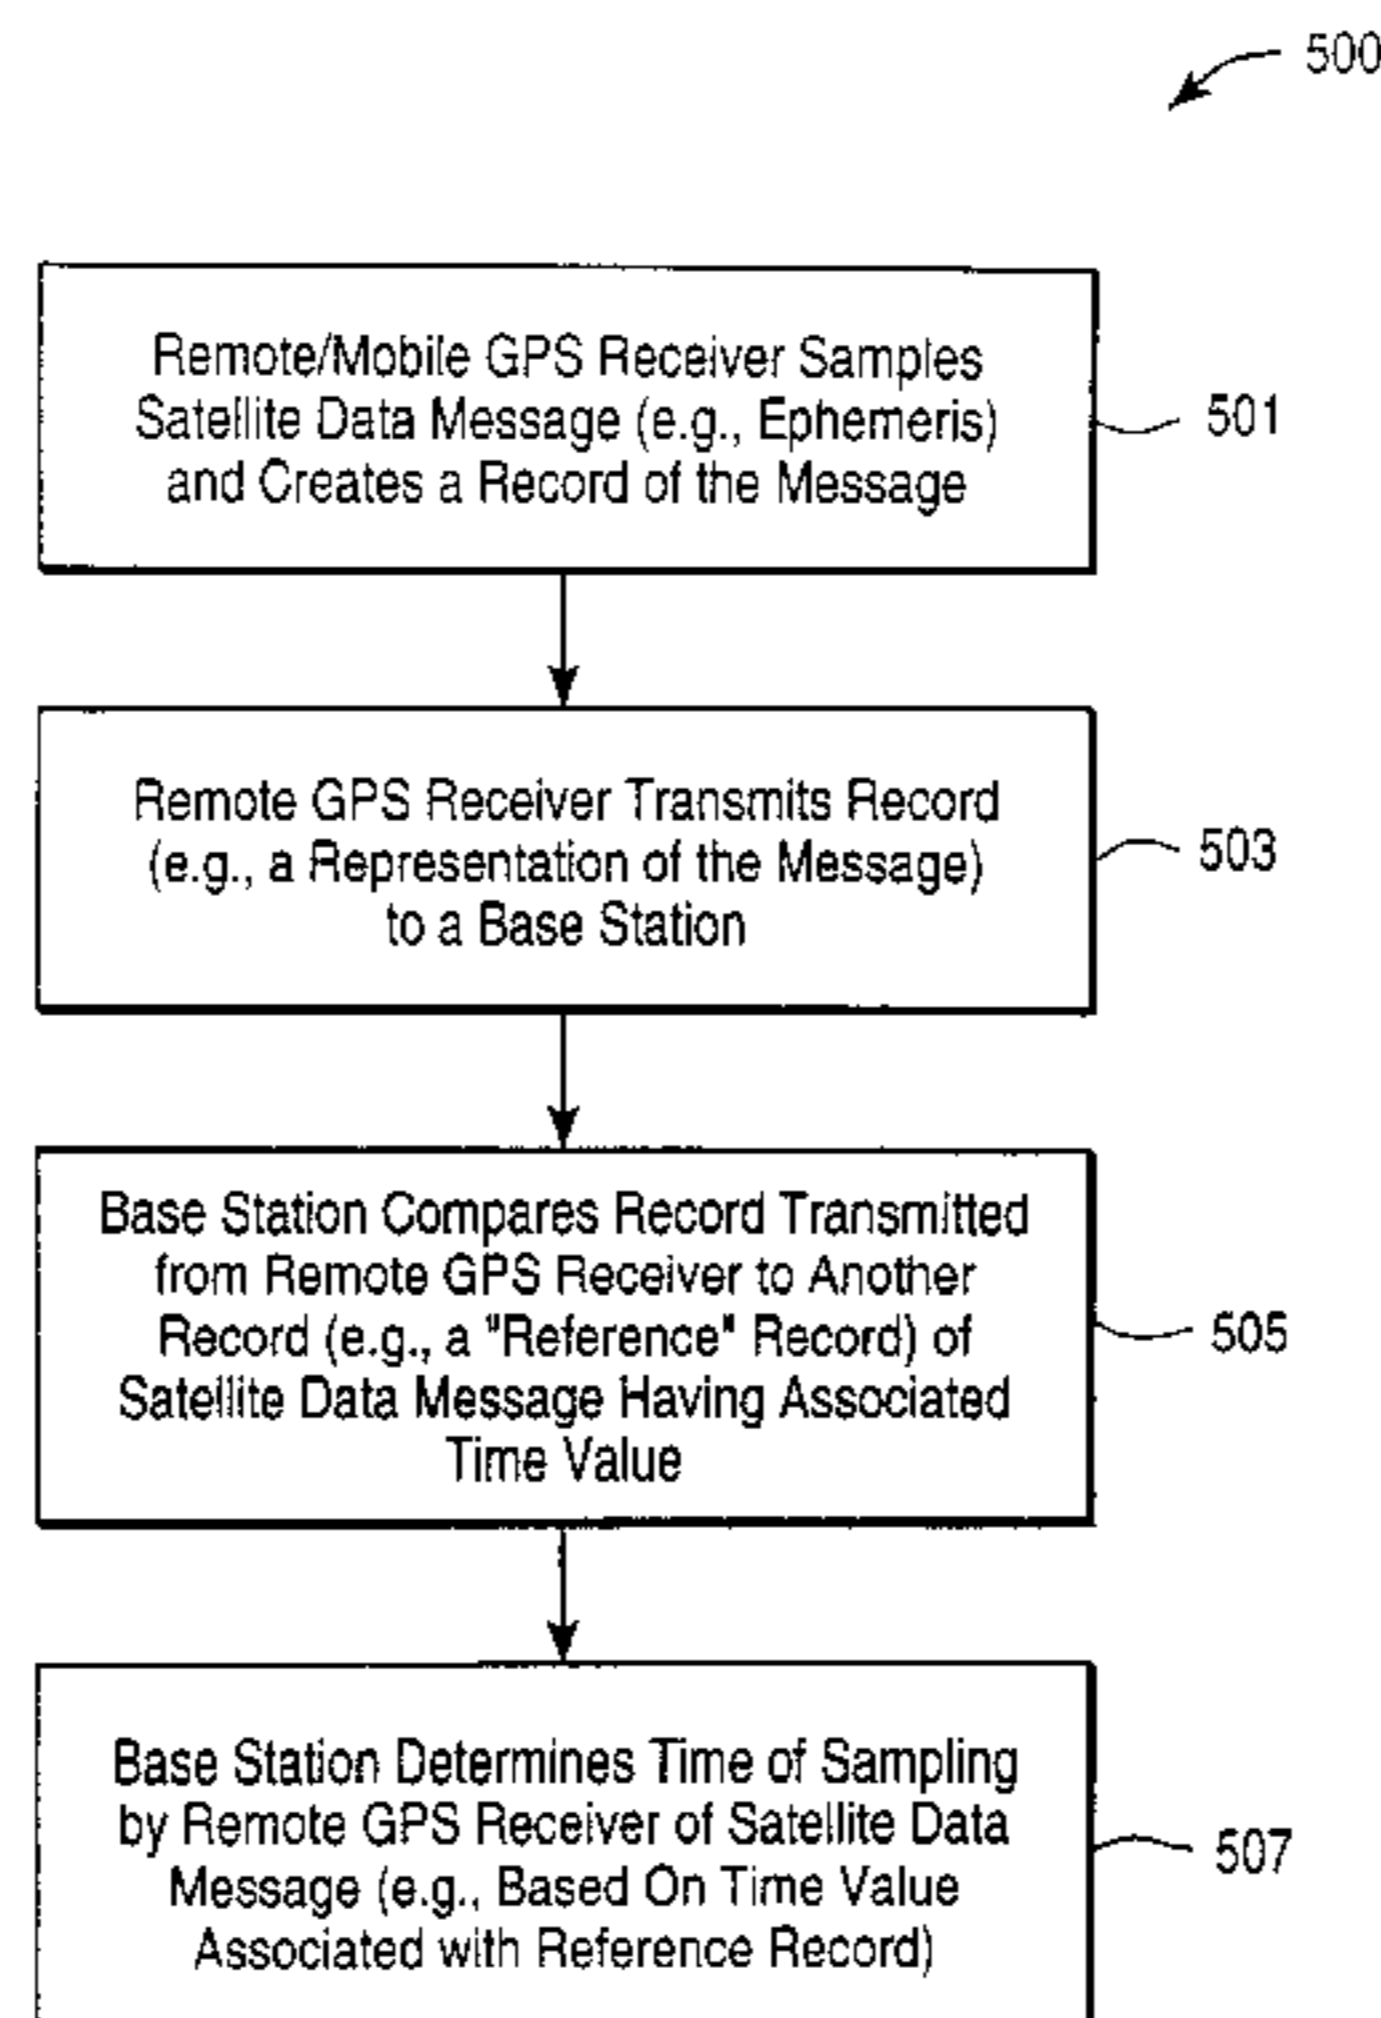 500
Remote/Mobile GPS Receiver Samples
Satellite Data Message (e.g., Ephemeris)
and Creates a Record of the Message
501
Remote GPS Receiver Transmits Record
(e.g., a Representation of the Message)
to a Base Station
503
Base Station Compares Record Transmitted
from Remote GPS Receiver to Another
Record (e.g., a "Reference" Record) of
Satellite Data Message Having Associated
Time Value
505
Base Station Determines Time of Sampling
by Remote GPS Receiver of Satellite Data
Message (e.g., Based On Time Value
Associated with Reference Record)
507